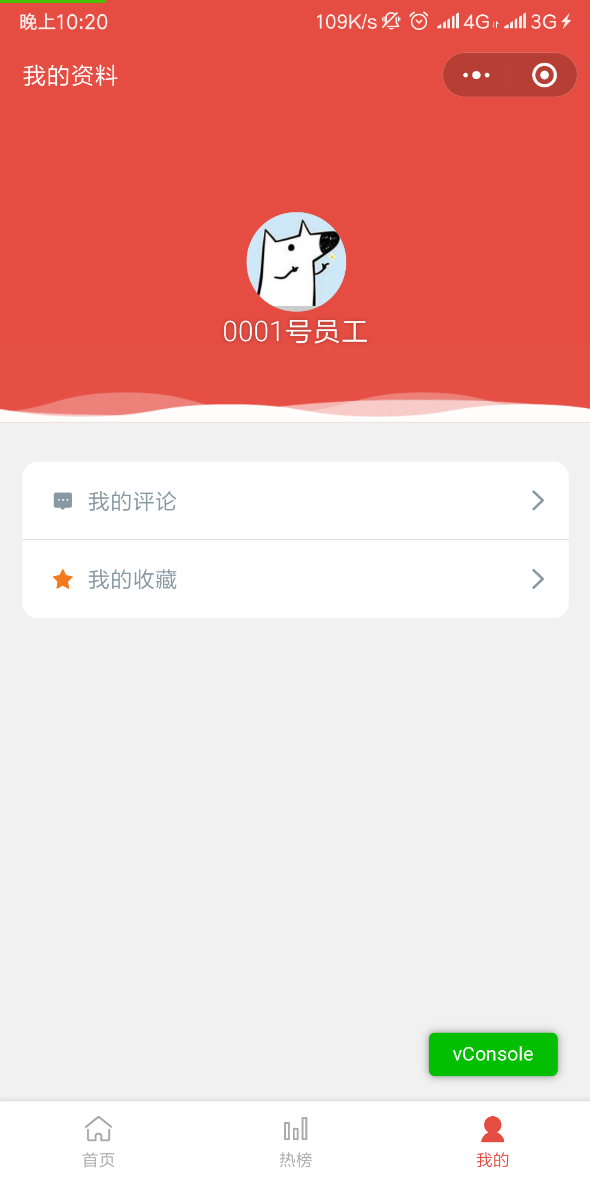 晚上10:20 109K/s 4G 3G
我的资料
0001号员工
我的评论
我的收藏
vConsole
首页 热榜 我的